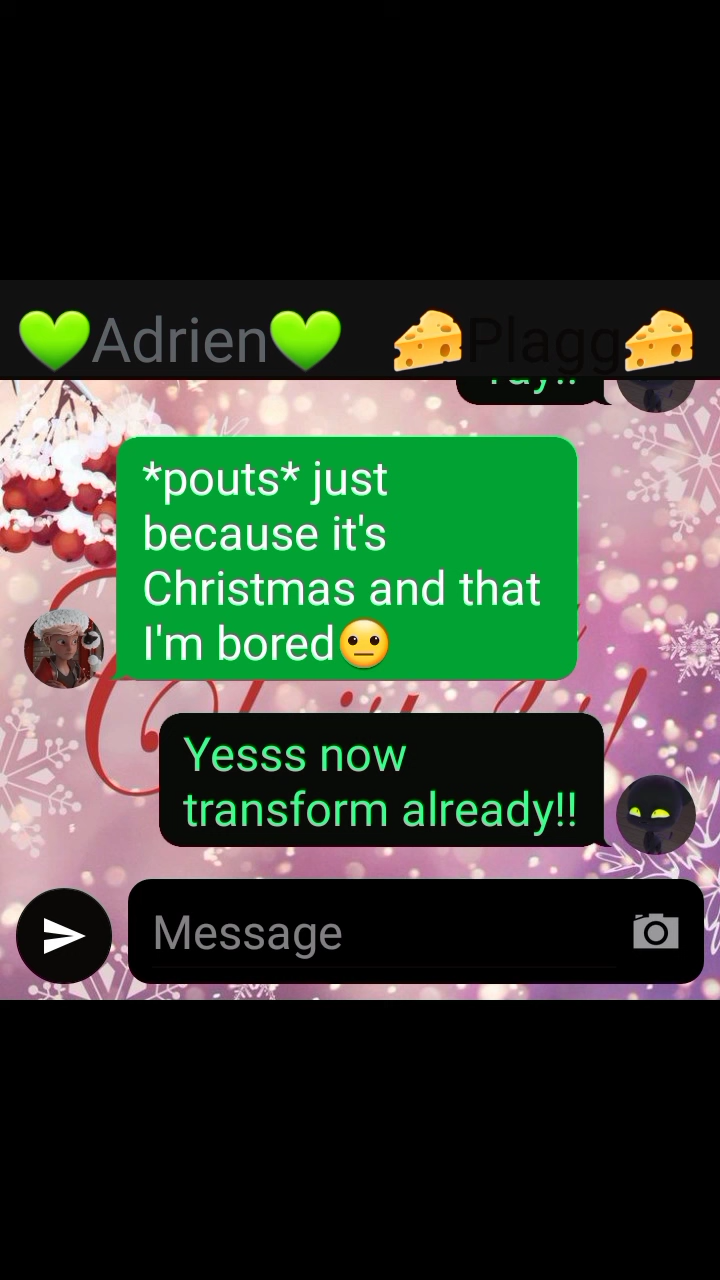 💚Adrien💚 🧀Plagg🧀
*pouts* just
because it's
Christmas and that
I'm bored😐
Yesss now
transform already!!
Message